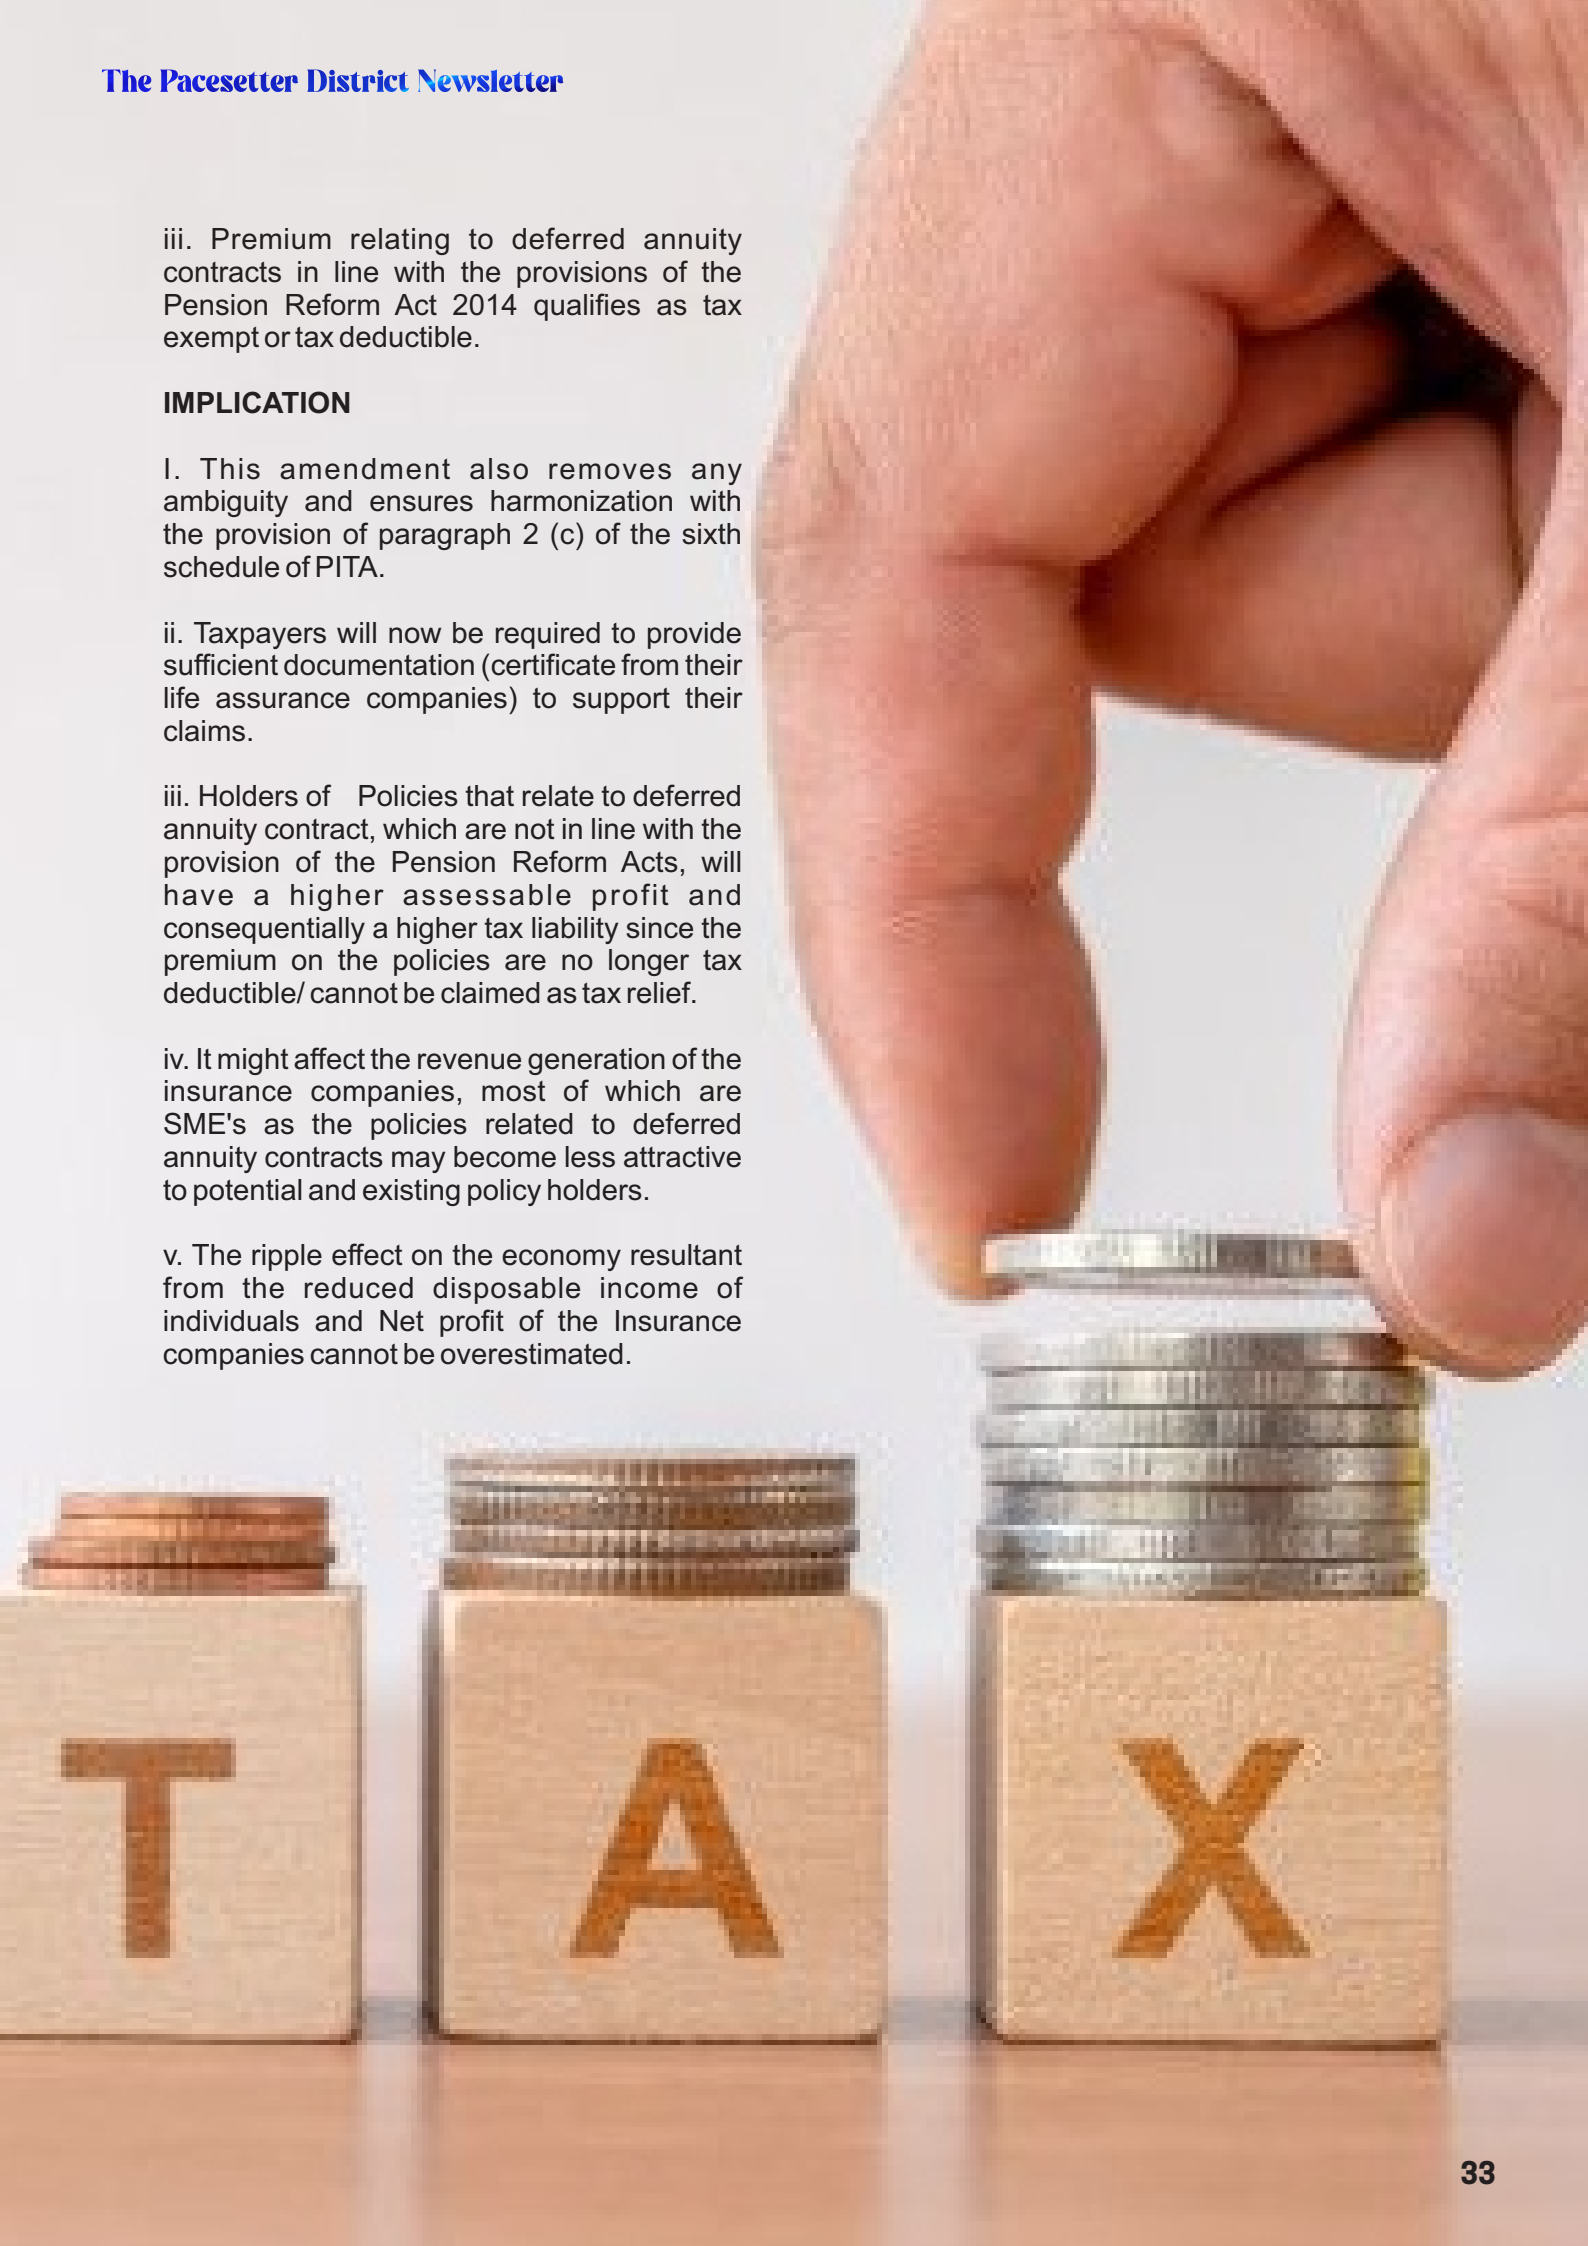 The Pacesetter District Newsletter
iii. Premium relating to deferred annuity
contracts in line with the provisions of the
Pension Reform Act 2014 qualifies as tax
exempt or tax deductible.
IMPLICATION
I. This amendment also removes any
ambiguity and ensures harmonization with
the provision of paragraph 2 (c) of the sixth
schedule of PITA.
ii. Taxpayers will now be required to provide
sufficient documentation (certificate from their
life assurance companies) to support their
claims.
iii. Holders of Policies that relate to deferred
annuity contract, which are not in line with the
provision of the Pension Reform Acts, will
have a higher assessable profit and
consequentially a higher tax liability since the
premium on the policies are no longer tax
deductible/ cannot be claimed as tax relief.
iv. It might affect the revenue generation of the
insurance companies, most of which are
SME's as the policies related to deferred
annuity contracts may become less attractive
to potential and existing policy holders.
v. The ripple effect on the economy resultant
from the reduced disposable income of
individuals and Net profit of the Insurance
companies cannot be overestimated.
T A X
33